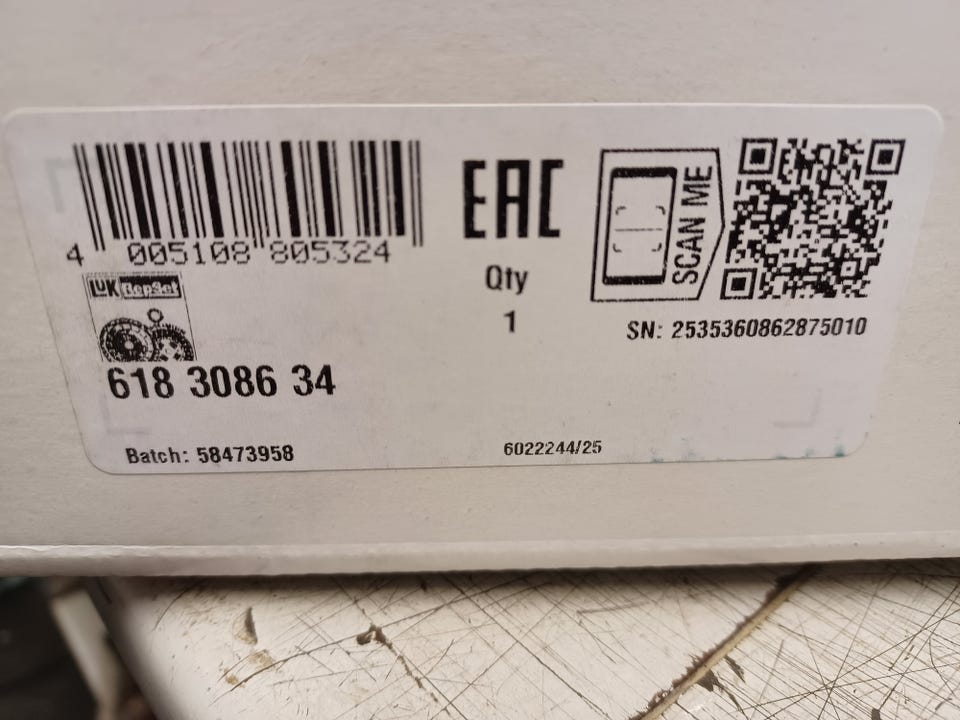 4 005108 805324
EAC
SCAN ME
LuK RepSet
Qty
1
SN: 2535360862875010
618 3086 34
Batch: 58473958
6022244/25